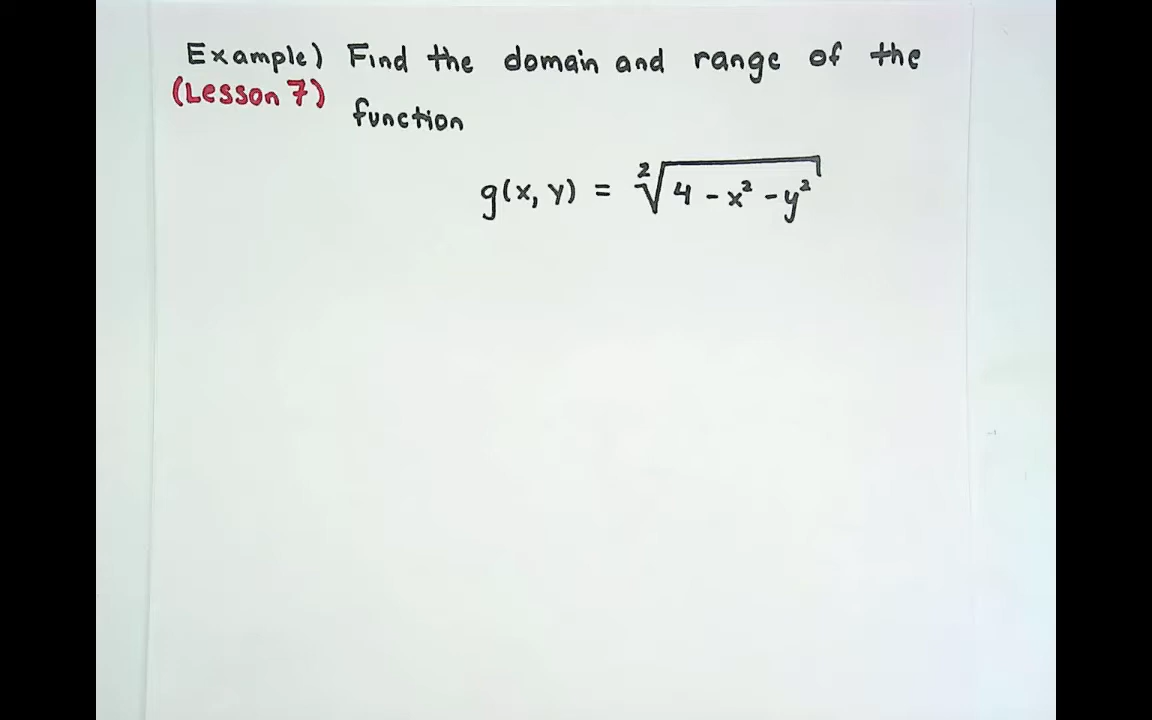 Example) Find the domain and range of the
(Lesson 7) function
g(x, y) = ²√4 - x² - y²